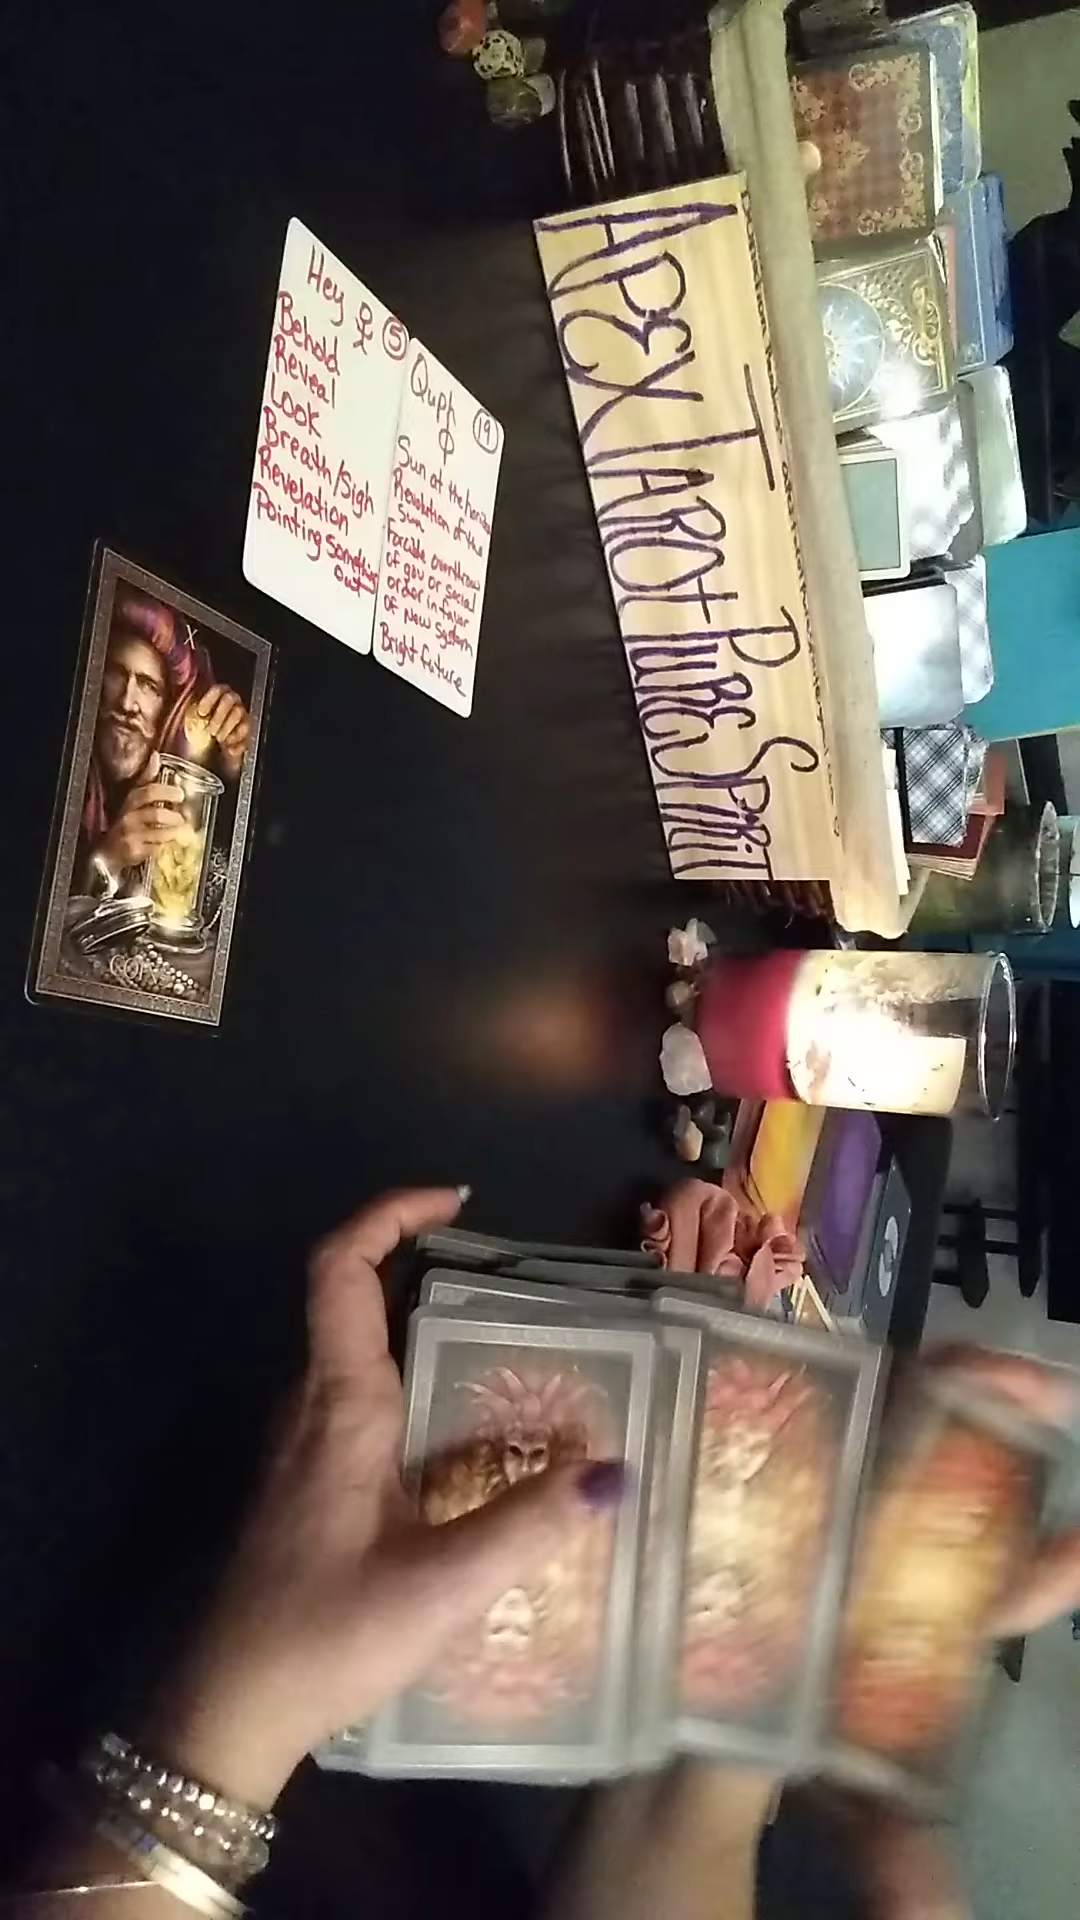 APEX TAROT PURE SPIRIT
Hey 5
Behold
Reveal
Look
Breath/Sigh
Revelation
Pointing something
out
Quph 19
Sun at the horizon
Revolution of the
Sun
Forcible overthrow
of gov or social
order in favor
of new system
Bright future
X
COINS